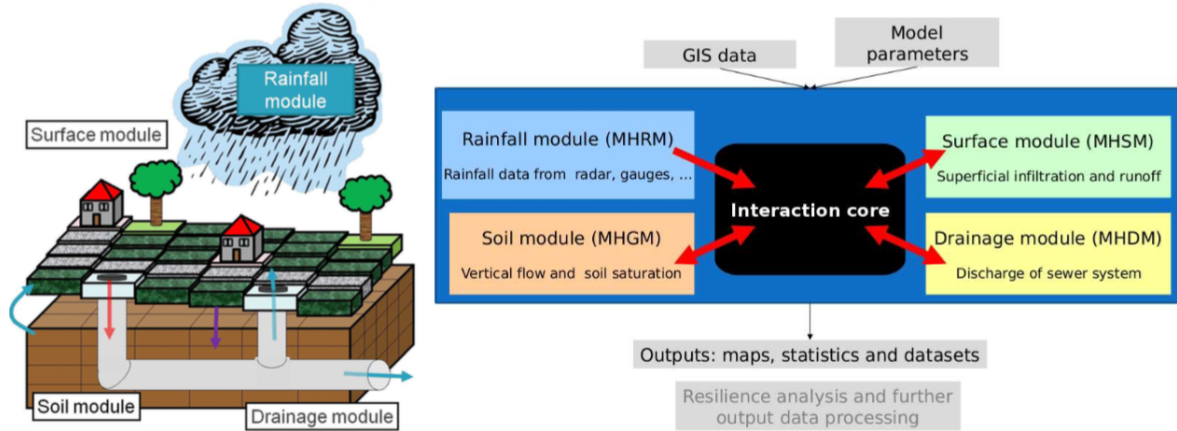 Rainfall
module
Surface module
Soil module
Drainage module
GIS data
Model
parameters
Rainfall module (MHRM)
Rainfall data from radar, gauges, ...
Surface module (MHSM)
Superficial infiltration and runoff
Interaction core
Soil module (MHGM)
Vertical flow and soil saturation
Drainage module (MHDM)
Discharge of sewer system
Outputs: maps, statistics and datasets
Resilience analysis and further
output data processing